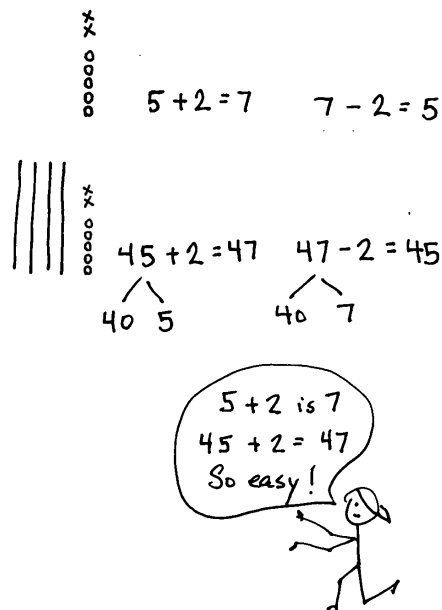 5 + 2 = 7 7 - 2 = 5
45 + 2 = 47 47 - 2 = 45
40 5 40 7
5 + 2 is 7
45 + 2 = 47
So easy!